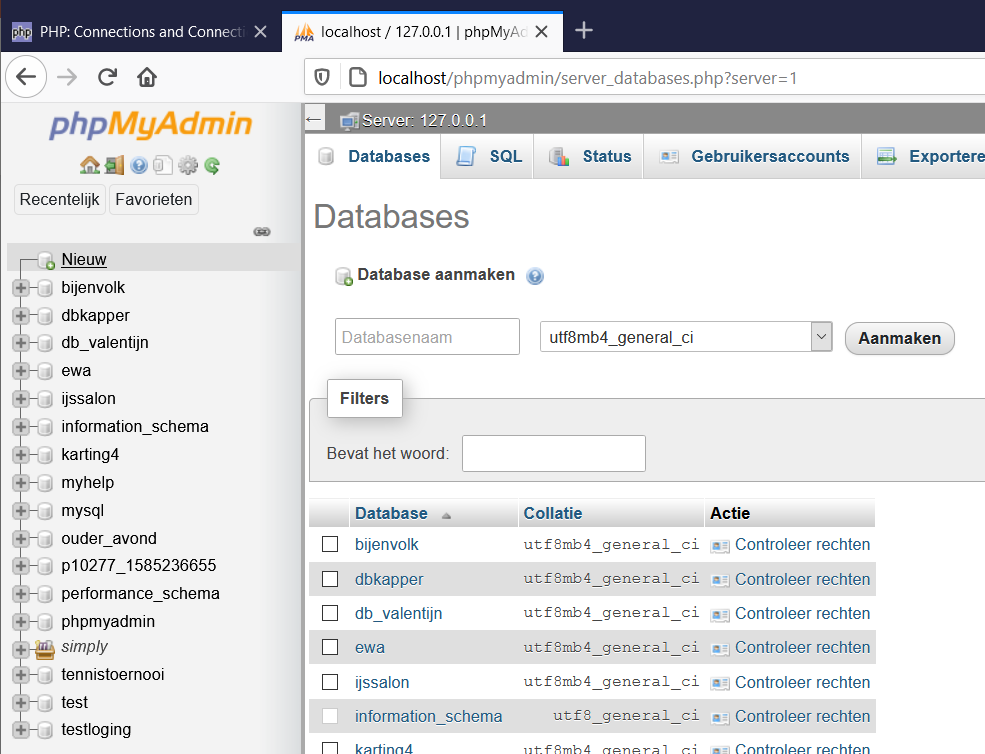 php PHP: Connections and Connecti
PMA localhost / 127.0.0.1 | phpMyAd
localhost/phpmyadmin/server_databases.php?server=1
phpMyAdmin
Recentelijk Favorieten
Nieuw
bijenvolk
dbkapper
db_valentijn
ewa
ijssalon
information_schema
karting4
myhelp
mysql
ouder_avond
p10277_1585236655
performance_schema
phpmyadmin
simply
tennistoernooi
test
testloging
Server: 127.0.0.1
Databases SQL Status Gebruikersaccounts Exportere
Databases
Database aanmaken
Databasenaam utf8mb4_general_ci Aanmaken
Filters
Bevat het woord:
Database Collatie Actie
bijenvolk utf8mb4_general_ci Controleer rechten
dbkapper utf8mb4_general_ci Controleer rechten
db_valentijn utf8mb4_general_ci Controleer rechten
ewa utf8mb4_general_ci Controleer rechten
ijssalon utf8mb4_general_ci Controleer rechten
information_schema utf8_general_ci Controleer rechten
karting4 utf8mb4_general_ci Controleer rechten